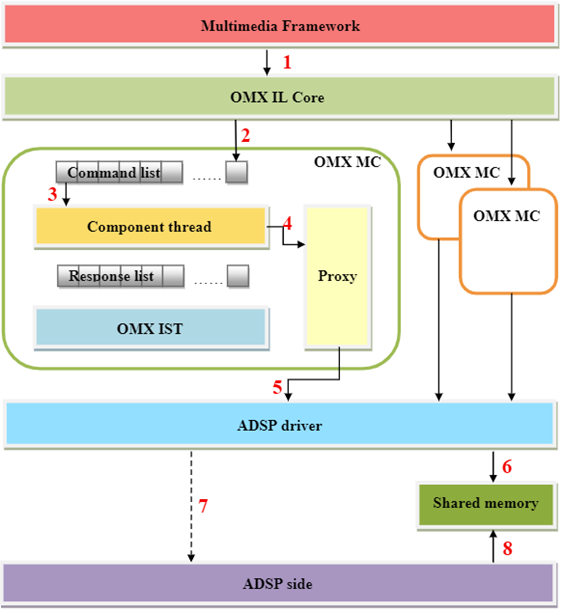 Multimedia Framework
1
OMX IL Core
2
OMX MC
Command list
......
3
Component thread
4
Response list
......
Proxy
OMX IST
OMX MC
OMX MC
5
ADSP driver
6
7
Shared memory
8
ADSP side